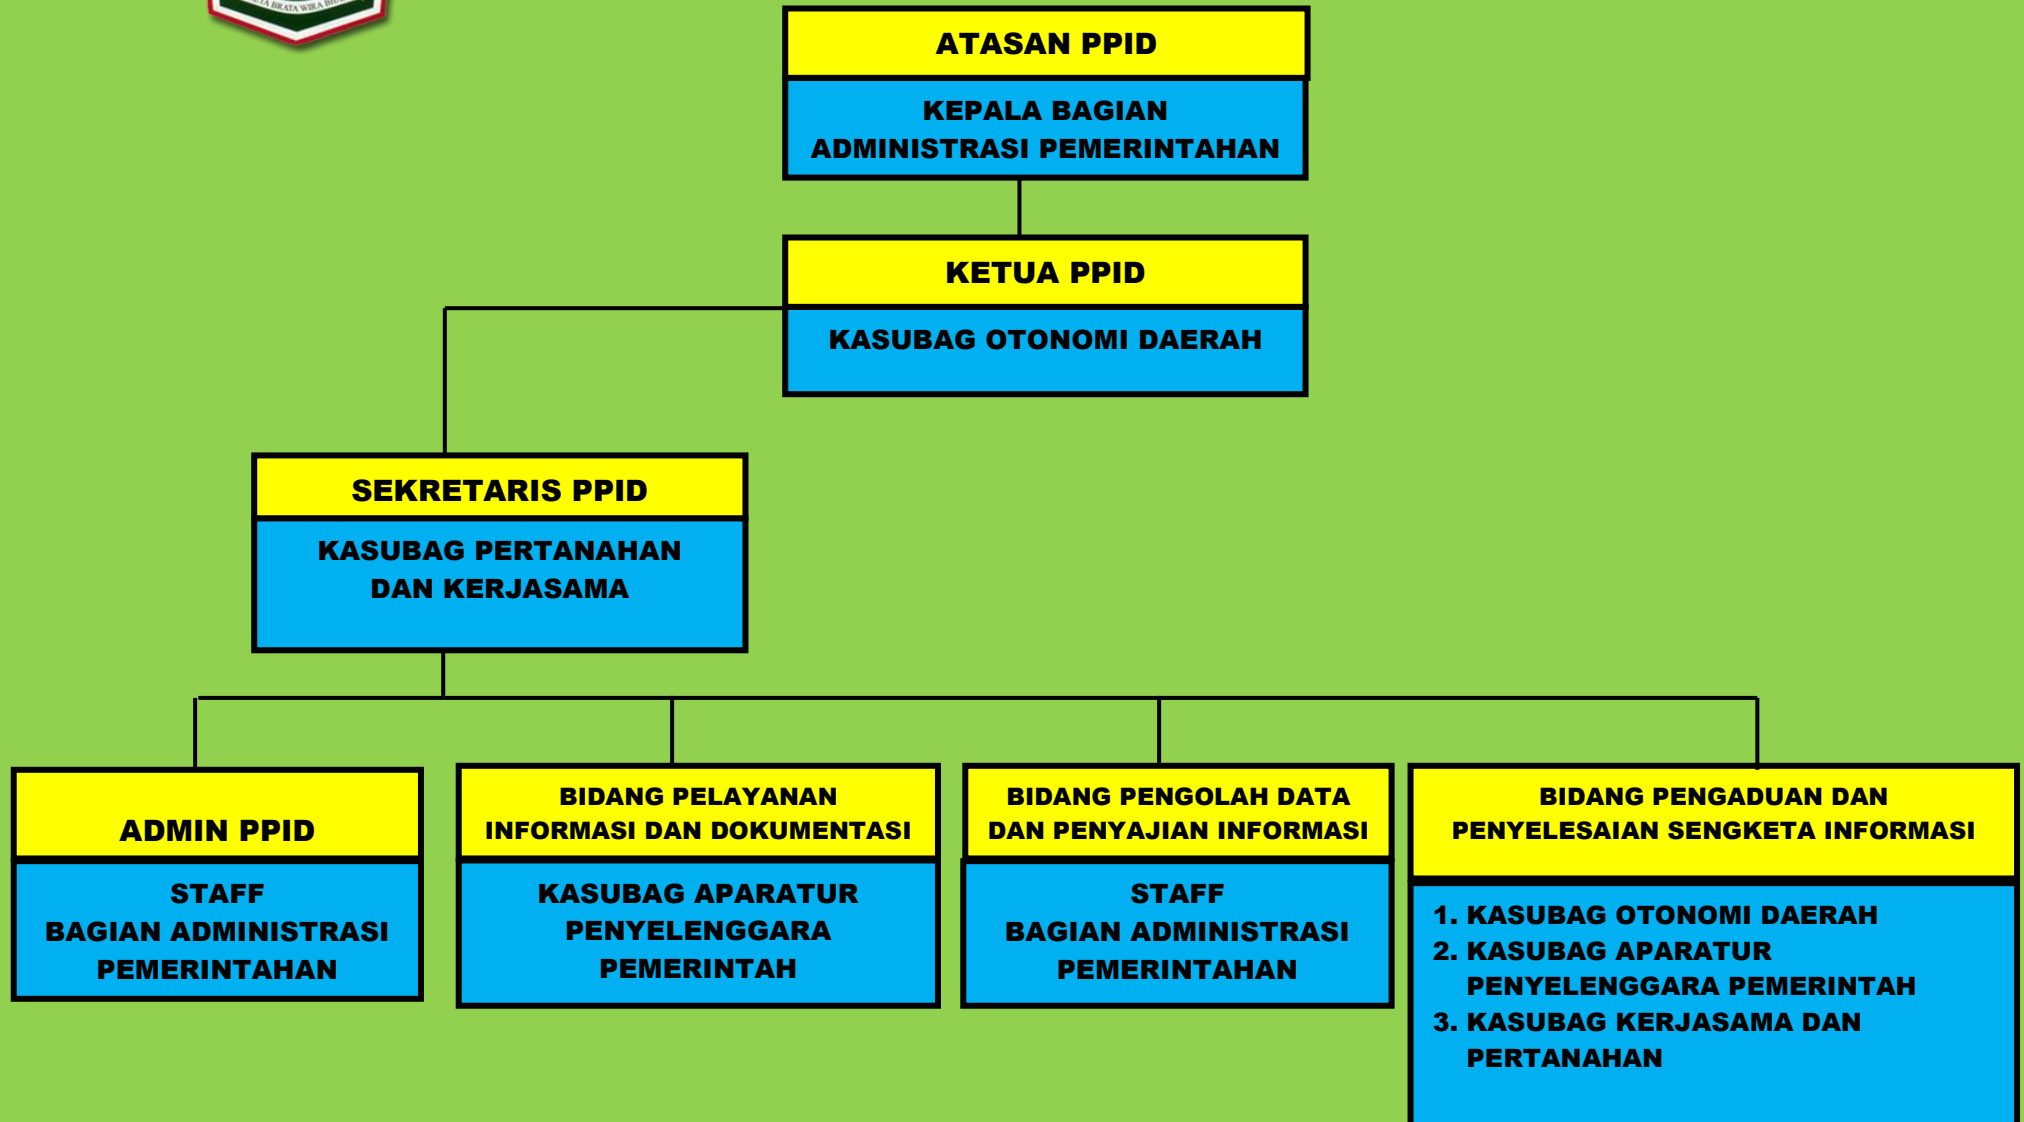 BRATA WIRA
ATASAN PPID
KEPALA BAGIAN
ADMINISTRASI PEMERINTAHAN
KETUA PPID
KASUBAG OTONOMI DAERAH
SEKRETARIS PPID
KASUBAG PERTANAHAN
DAN KERJASAMA
ADMIN PPID
STAFF
BAGIAN ADMINISTRASI
PEMERINTAHAN
BIDANG PELAYANAN
INFORMASI DAN DOKUMENTASI
KASUBAG APARATUR
PENYELENGGARA
PEMERINTAH
BIDANG PENGOLAH DATA
DAN PENYAJIAN INFORMASI
STAFF
BAGIAN ADMINISTRASI
PEMERINTAHAN
BIDANG PENGADUAN DAN
PENYELESAIAN SENGKETA INFORMASI
1. KASUBAG OTONOMI DAERAH
2. KASUBAG APARATUR
PENYELENGGARA PEMERINTAH
3. KASUBAG KERJASAMA DAN
PERTANAHAN